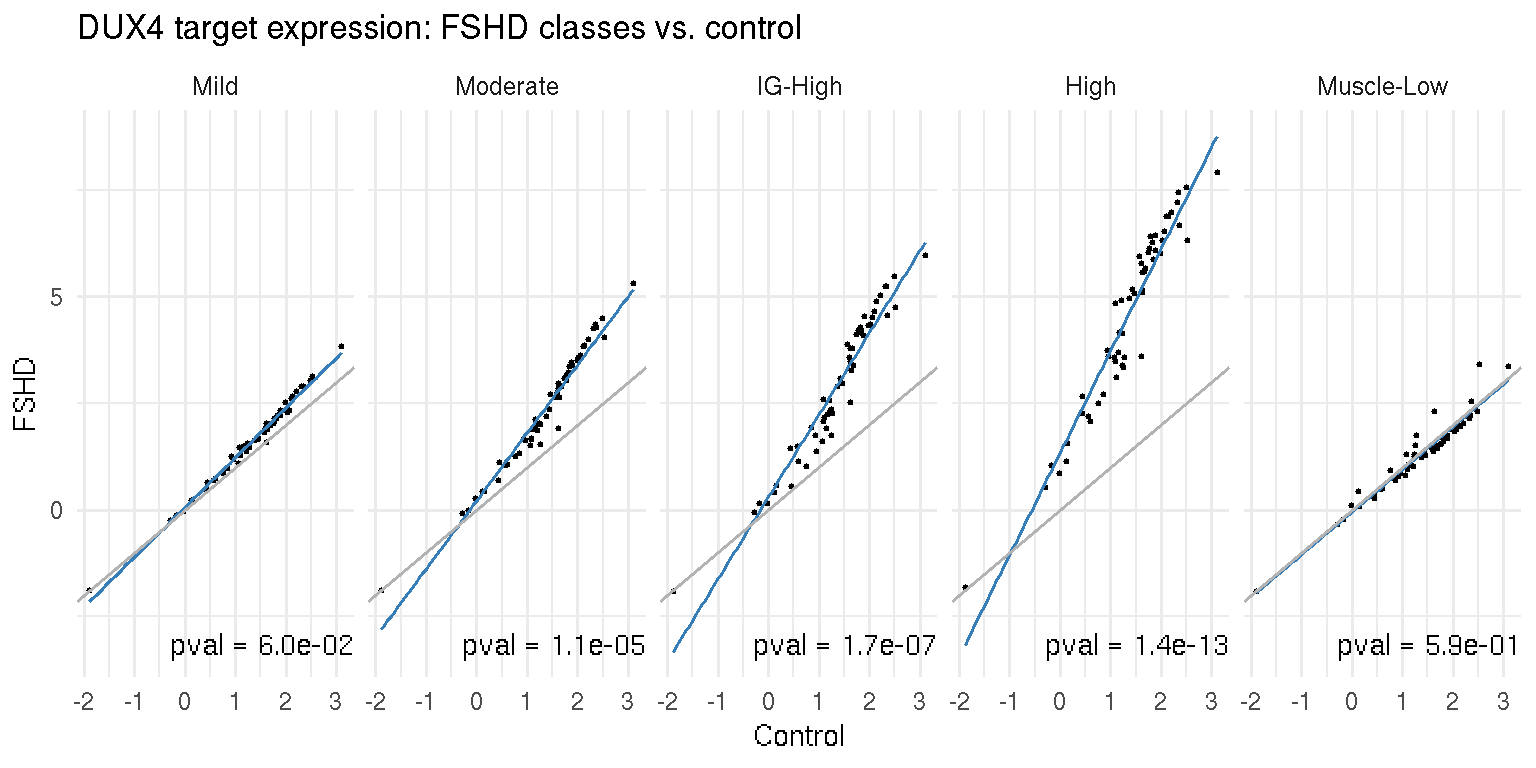 DUX4 target expression: FSHD classes vs. control
Mild Moderate IG-High High Muscle-Low
FSHD
5
0
pval = 6.0e-02 pval = 1.1e-05 pval = 1.7e-07 pval = 1.4e-13 pval = 5.9e-01
-2 -1 0 1 2 3 -2 -1 0 1 2 3 -2 -1 0 1 2 3 -2 -1 0 1 2 3 -2 -1 0 1 2 3
Control